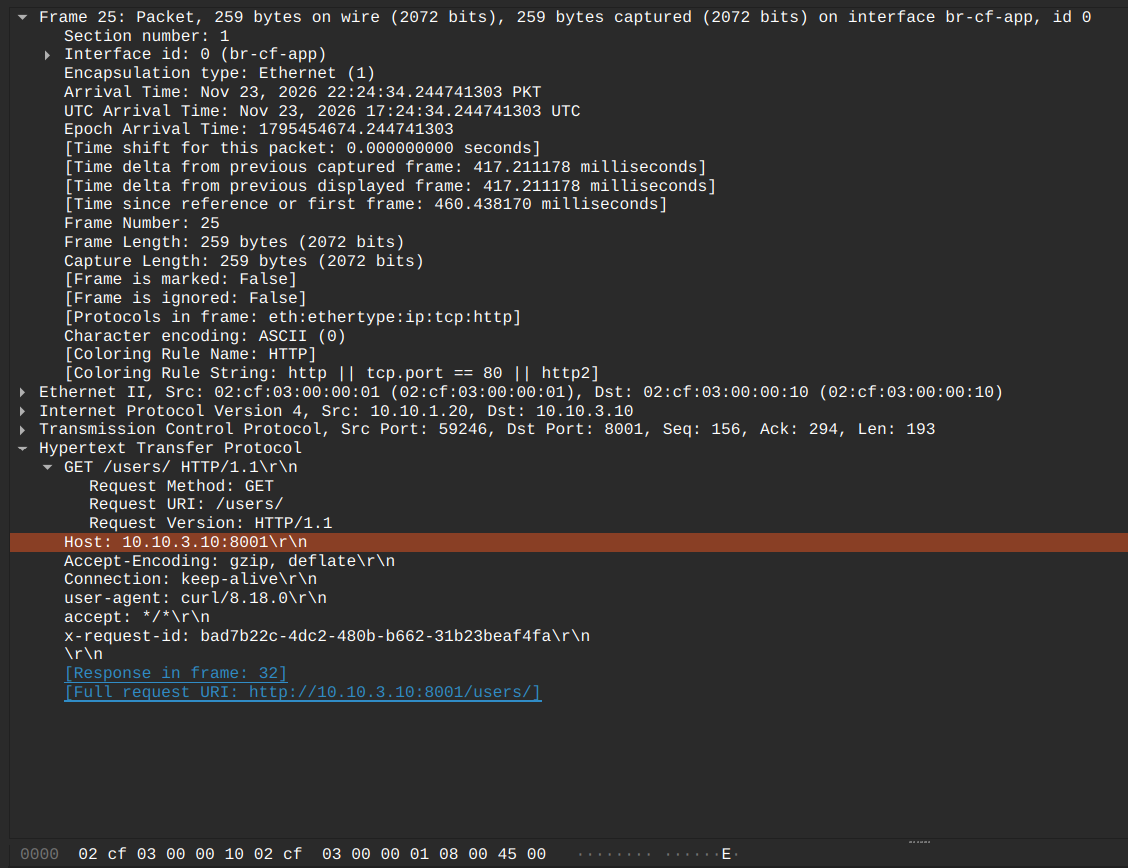 Frame 25: Packet, 259 bytes on wire (2072 bits), 259 bytes captured (2072 bits) on interface br-cf-app, id 0
Section number: 1
Interface id: 0 (br-cf-app)
Encapsulation type: Ethernet (1)
Arrival Time: Nov 23, 2026 22:24:34.244741303 PKT
UTC Arrival Time: Nov 23, 2026 17:24:34.244741303 UTC
Epoch Arrival Time: 1795454674.244741303
[Time shift for this packet: 0.000000000 seconds]
[Time delta from previous captured frame: 417.211178 milliseconds]
[Time delta from previous displayed frame: 417.211178 milliseconds]
[Time since reference or first frame: 460.438170 milliseconds]
Frame Number: 25
Frame Length: 259 bytes (2072 bits)
Capture Length: 259 bytes (2072 bits)
[Frame is marked: False]
[Frame is ignored: False]
[Protocols in frame: eth:ethertype:ip:tcp:http]
Character encoding: ASCII (0)
[Coloring Rule Name: HTTP]
[Coloring Rule String: http || tcp.port == 80 || http2]
Ethernet II, Src: 02:cf:03:00:00:01 (02:cf:03:00:00:01), Dst: 02:cf:03:00:00:10 (02:cf:03:00:00:10)
Internet Protocol Version 4, Src: 10.10.1.20, Dst: 10.10.3.10
Transmission Control Protocol, Src Port: 59246, Dst Port: 8001, Seq: 156, Ack: 294, Len: 193
Hypertext Transfer Protocol
GET /users/ HTTP/1.1\r\n
Request Method: GET
Request URI: /users/
Request Version: HTTP/1.1
Host: 10.10.3.10:8001\r\n
Accept-Encoding: gzip, deflate\r\n
Connection: keep-alive\r\n
user-agent: curl/8.18.0\r\n
accept: */*\r\n
x-request-id: bad7b22c-4dc2-480b-b662-31b23beaf4fa\r\n
\r\n
[Response in frame: 32]
[Full request URI: http://10.10.3.10:8001/users/]
0000 02 cf 03 00 00 10 02 cf 03 00 00 01 08 00 45 00 ········ ······E·